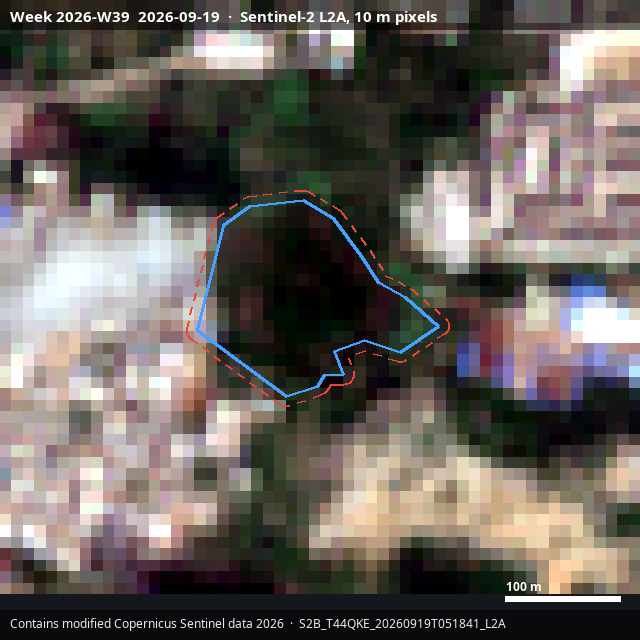 Week 2026-W39  2026-09-19  ·  Sentinel-2 L2A, 10 m pixels
100 m
Contains modified Copernicus Sentinel data 2026  ·  S2B_T44QKE_20260919T051841_L2A